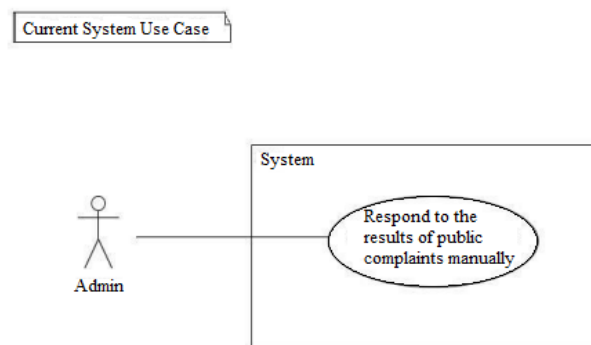 Current System Use Case
System
Respond to the
results of public
complaints manually
Admin